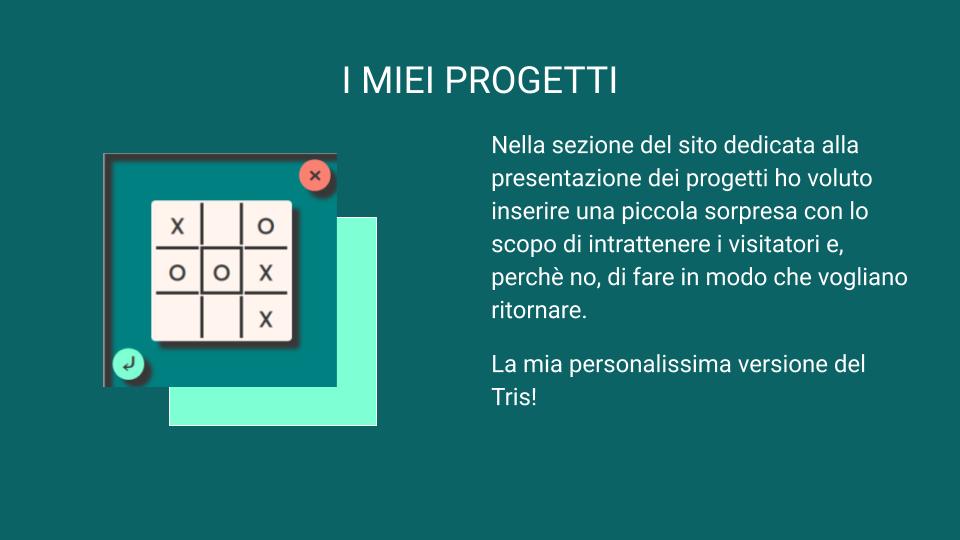 I MIEI PROGETTI
Nella sezione del sito dedicata alla
presentazione dei progetti ho voluto
inserire una piccola sorpresa con lo
scopo di intrattenere i visitatori e,
perchè no, di fare in modo che vogliano
ritornare.
La mia personalissima versione del
Tris!
X O
O O X
X